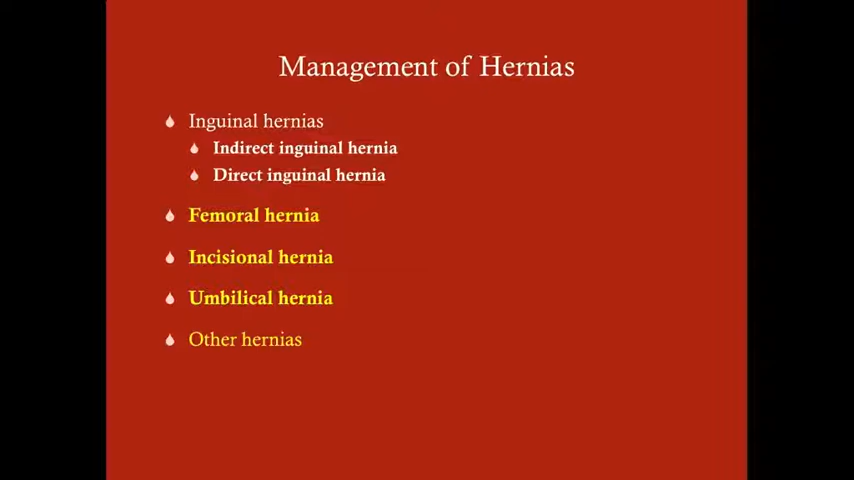 Management of Hernias
Inguinal hernias
Indirect inguinal hernia
Direct inguinal hernia
Femoral hernia
Incisional hernia
Umbilical hernia
Other hernias